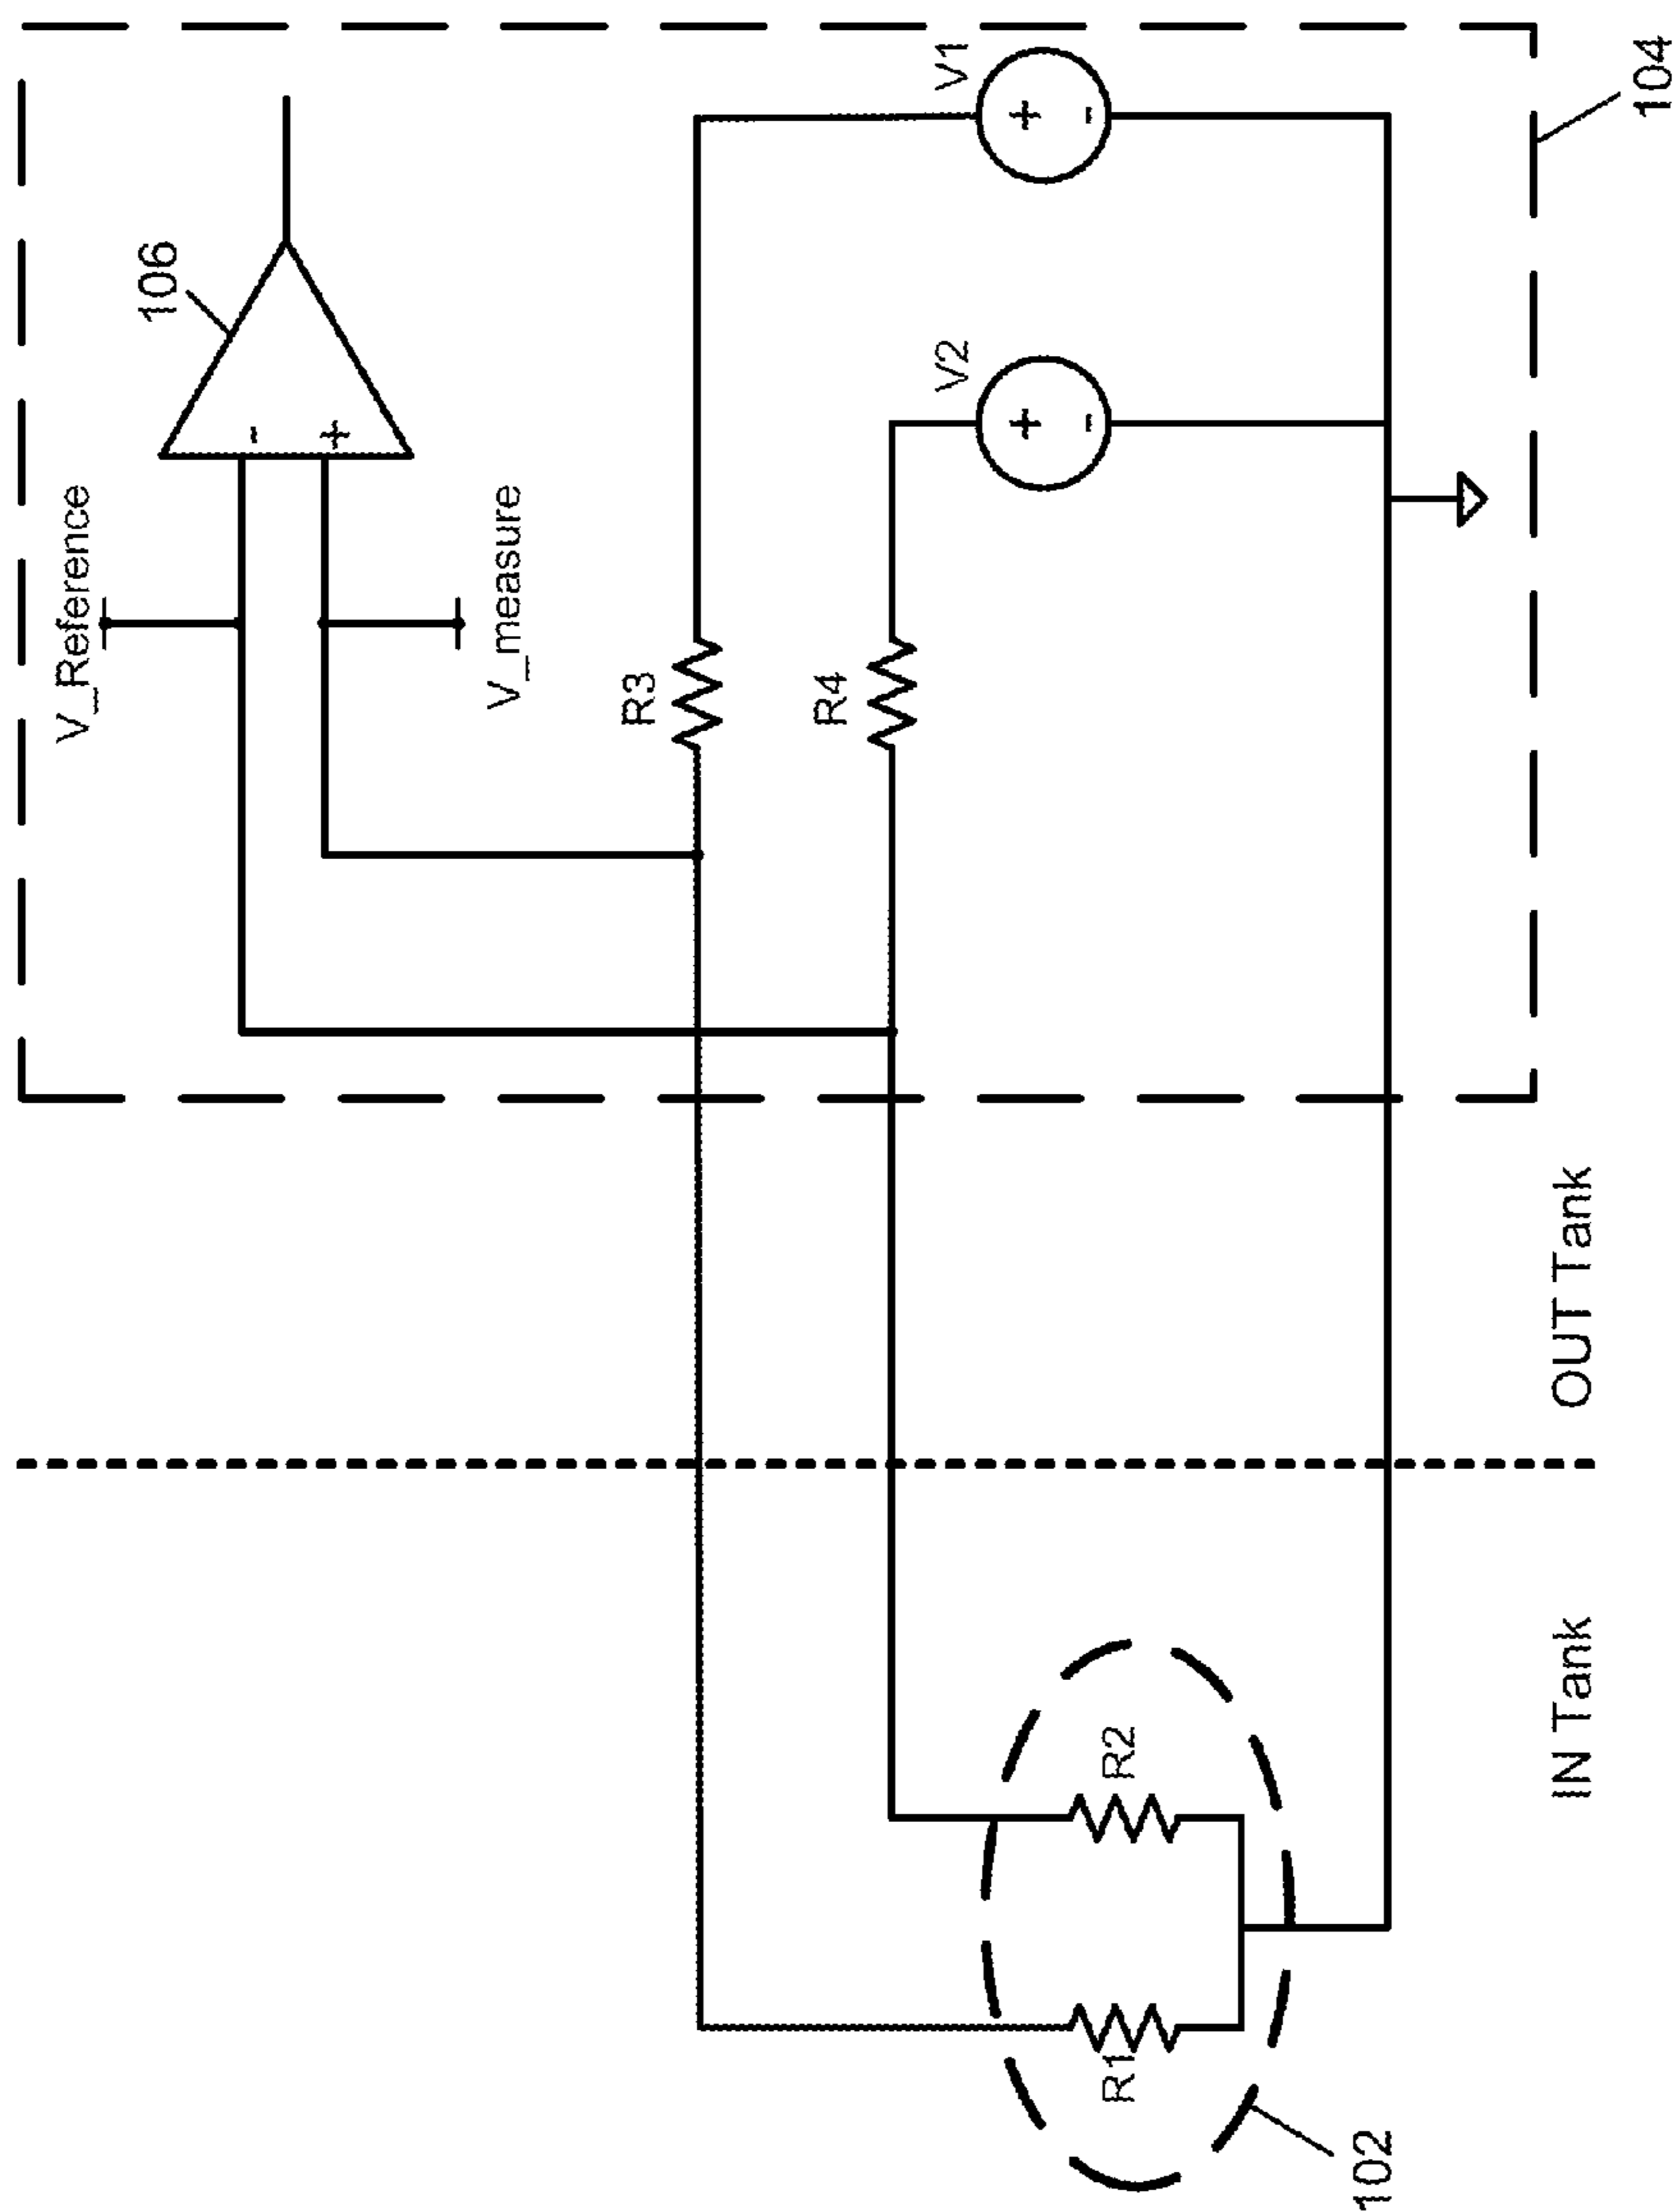 V_Reference
106
-
+
V_measure
R3
R4
V2
V1
+
+
-
-
R1
R2
102
IN Tank
OUT Tank
104